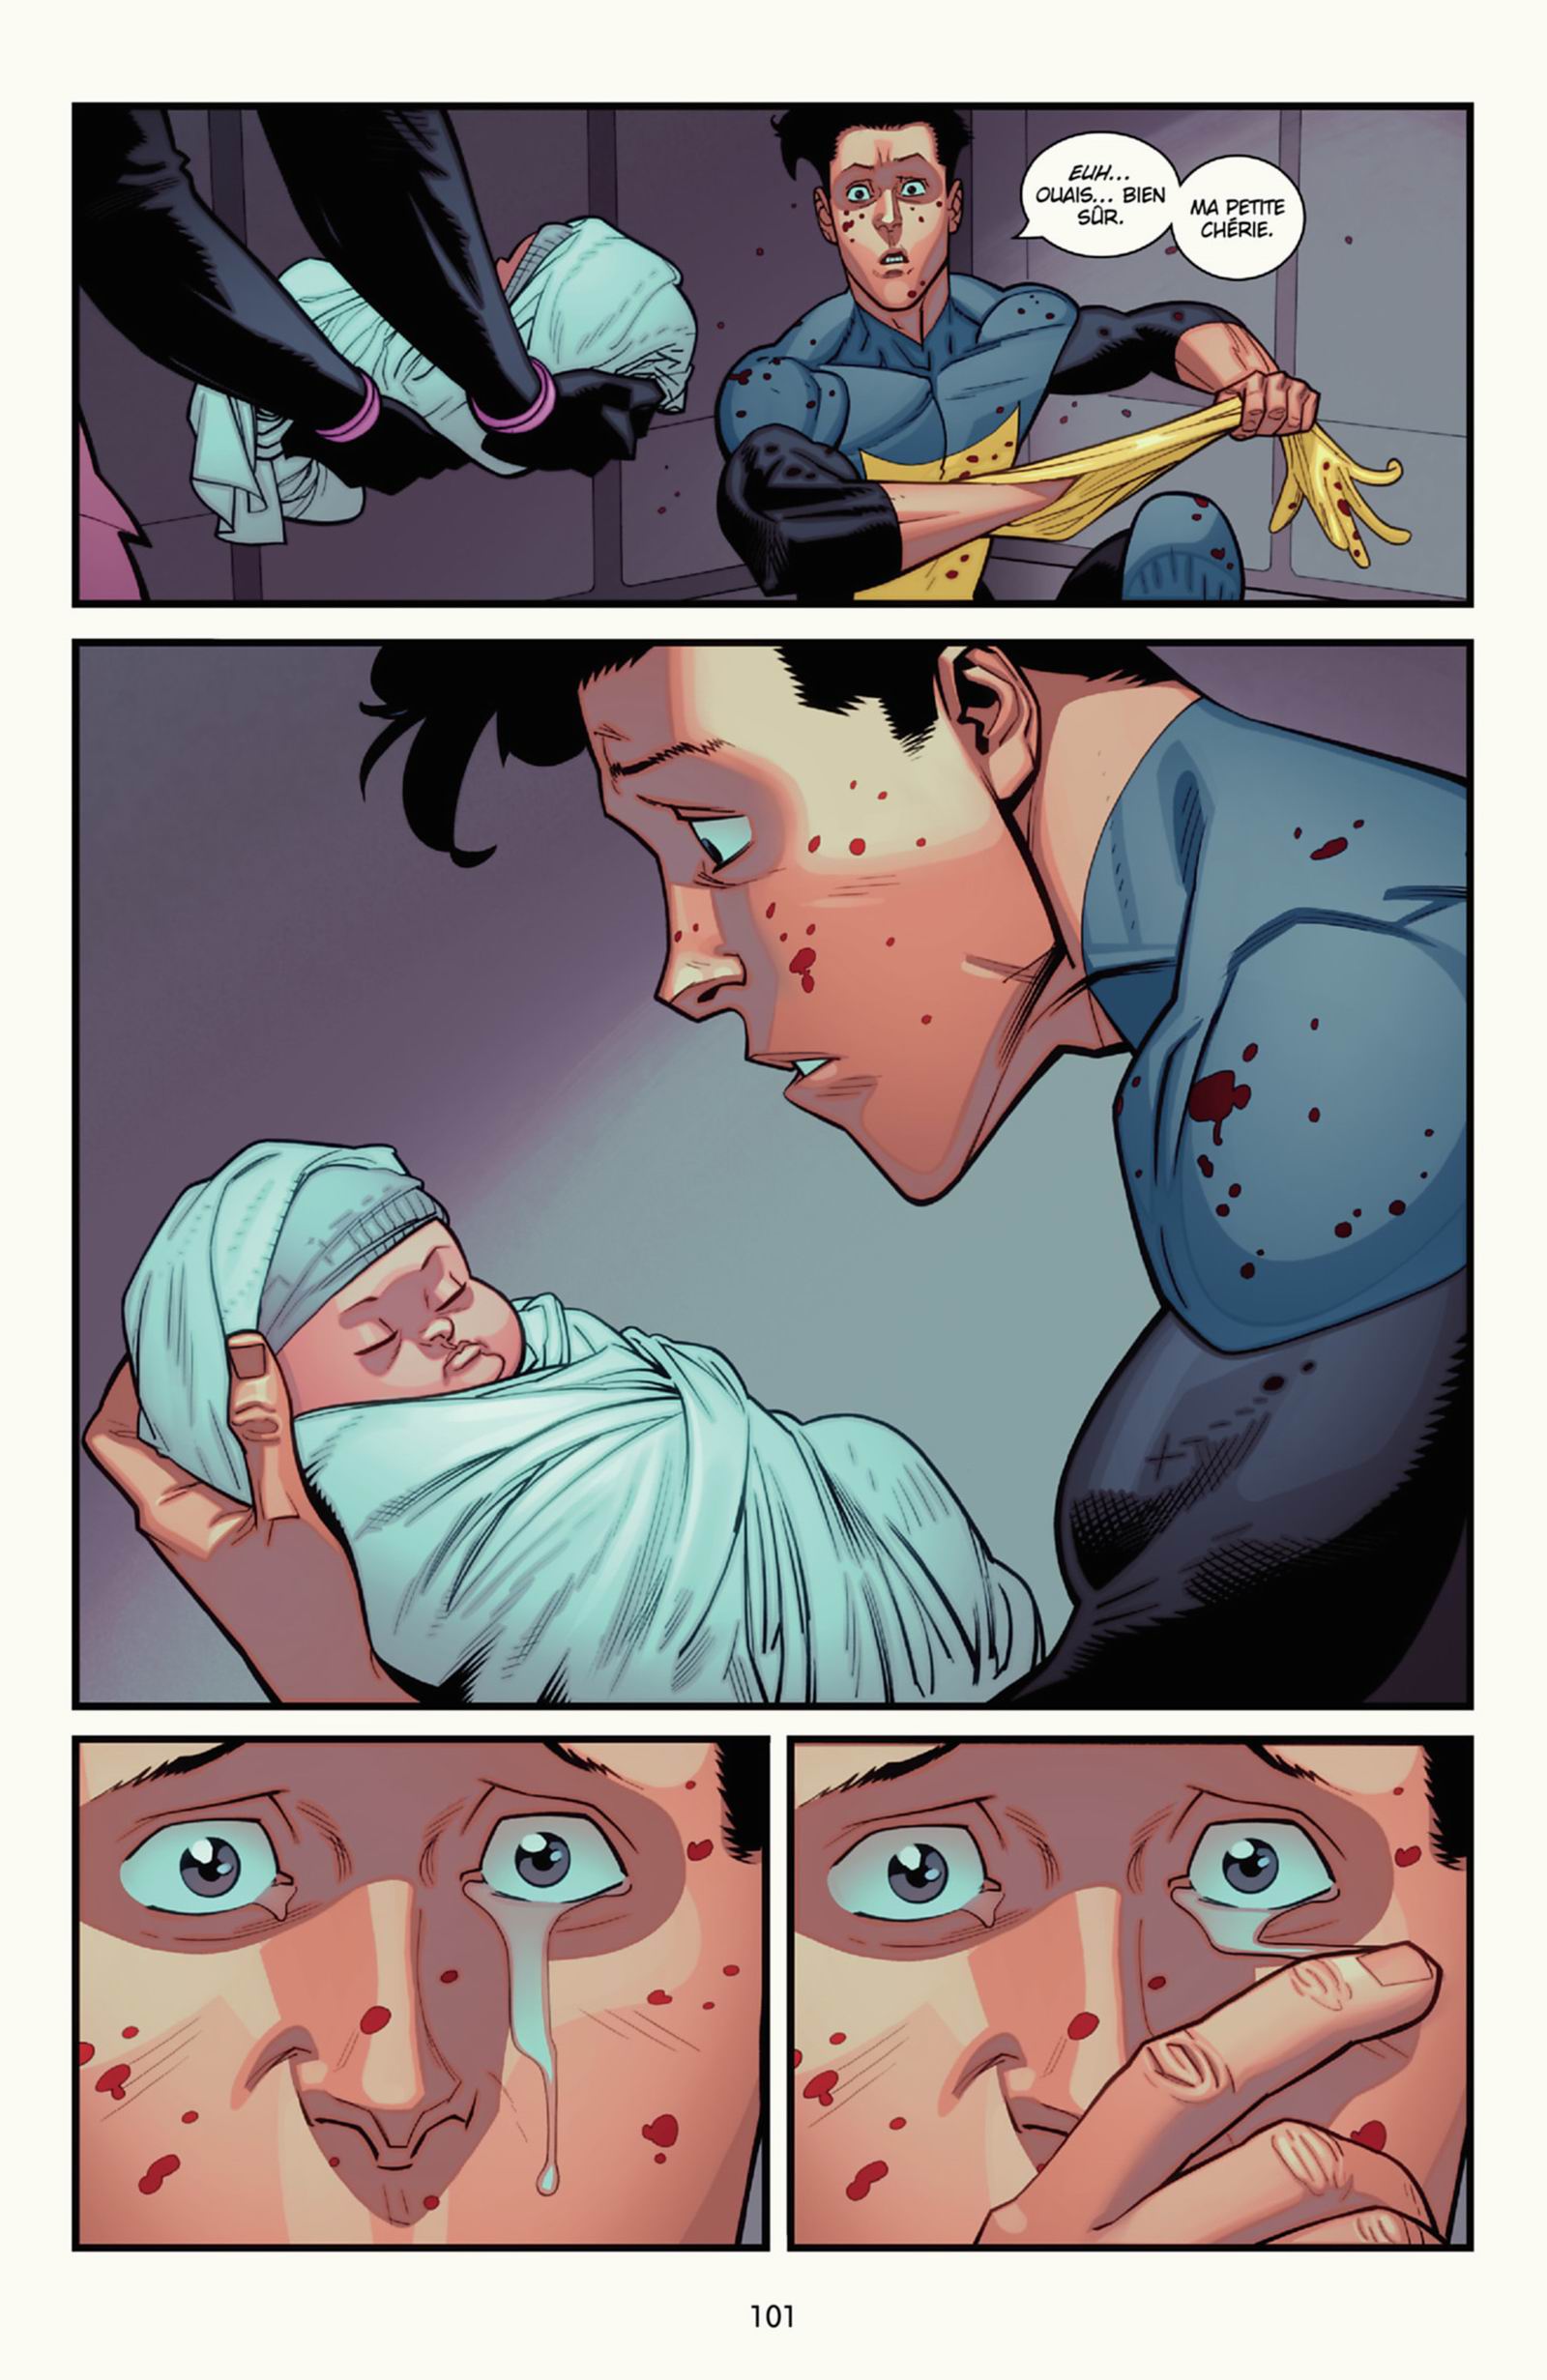 EUH...
OUAIS... BIEN
SÛR.
MA PETITE
CHÉRIE.
101